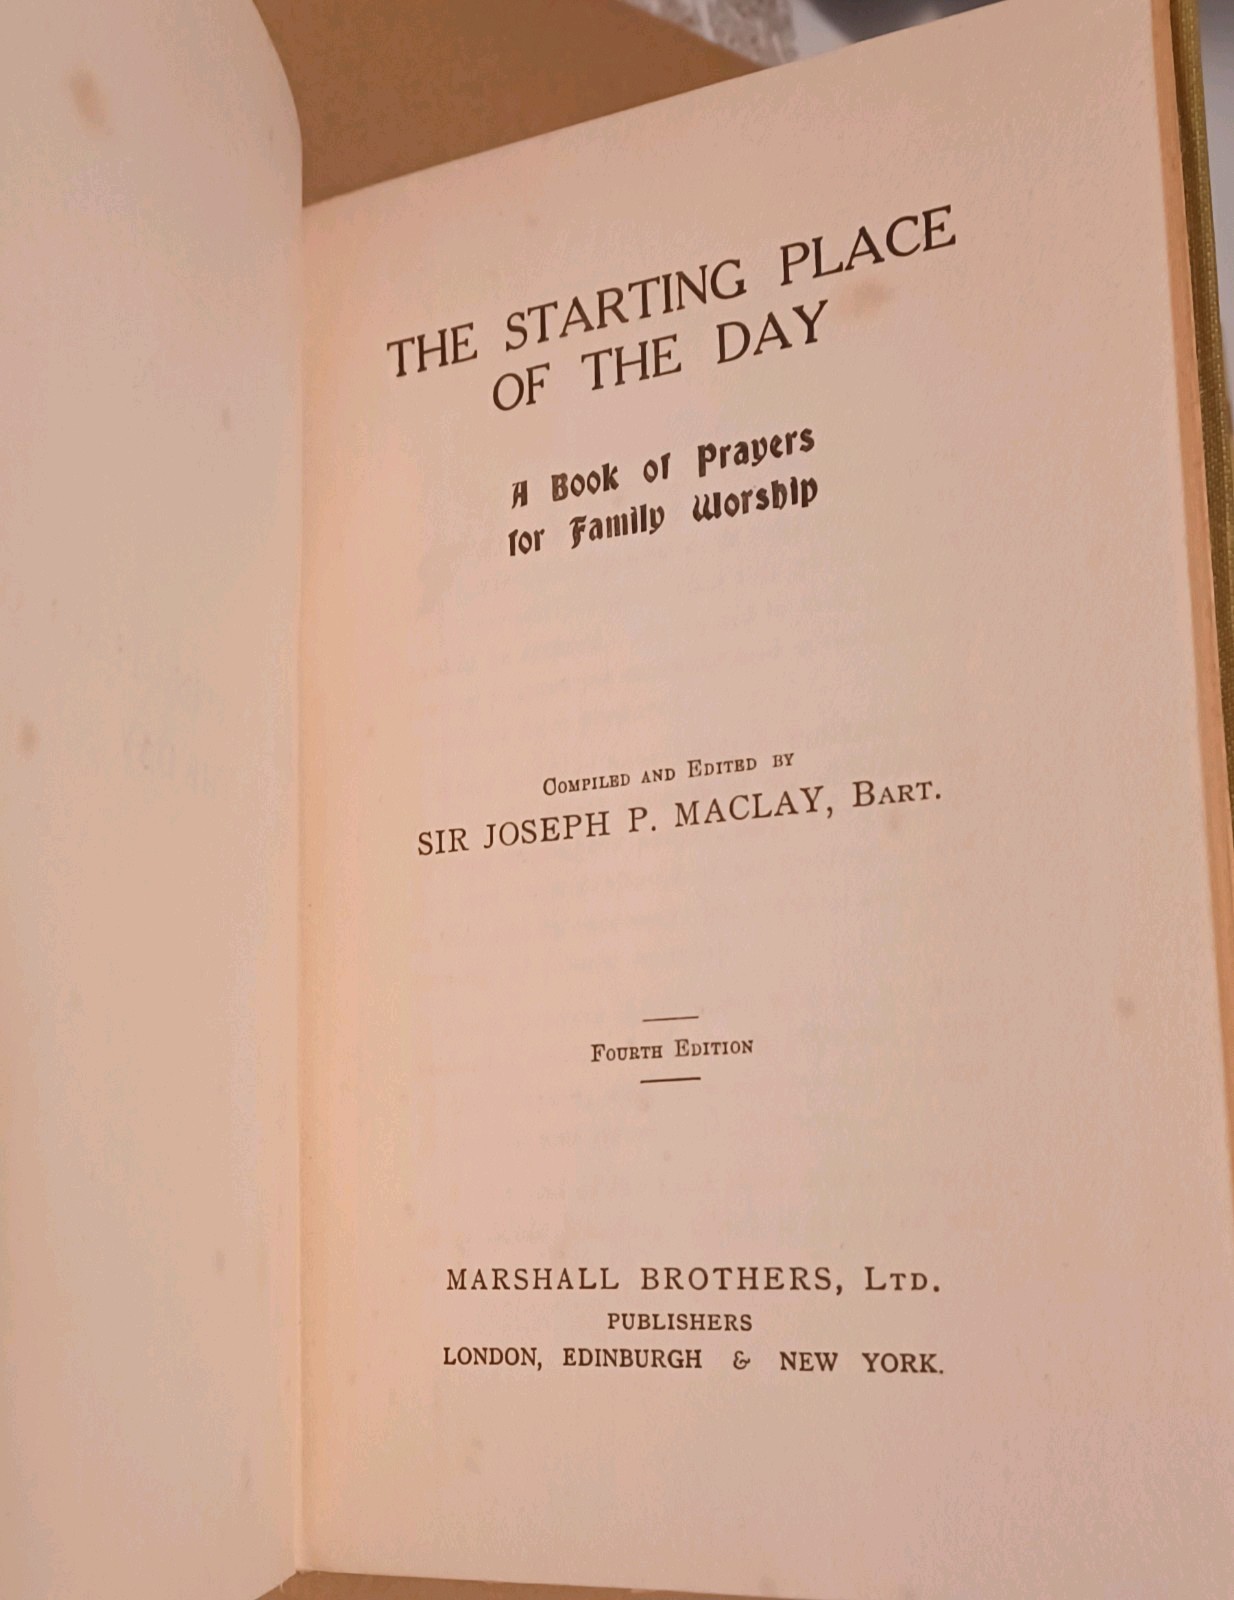 THE STARTING PLACE
OF THE DAY
A Book of Prayers
for Family Worship
COMPILED AND EDITED BY
SIR JOSEPH P. MACLAY, BART.
FOURTH EDITION
MARSHALL BROTHERS, LTD.
PUBLISHERS
LONDON, EDINBURGH & NEW YORK.